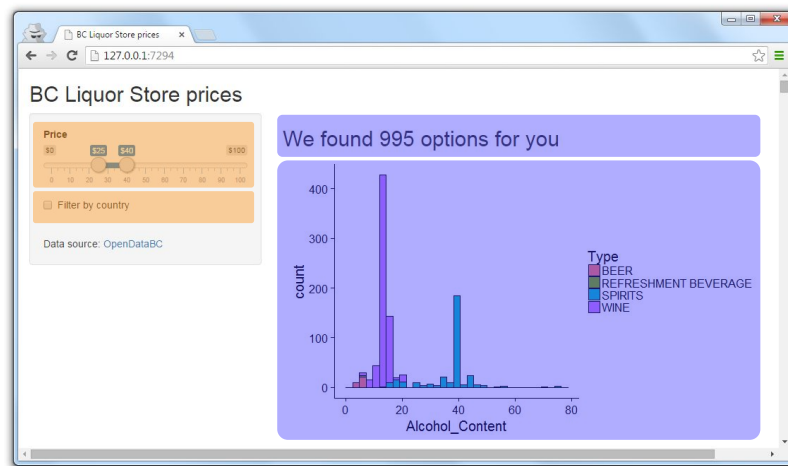 BC Liquor Store prices
127.0.0.1:7294
BC Liquor Store prices
Price
$0 $25 $40 $100
0 10 20 30 40 50 60 70 80 90 100
Filter by country
Data source: OpenDataBC
We found 995 options for you
400
300
200
100
0
count
0 20 40 60 80
Alcohol_Content
Type
BEER
REFRESHMENT BEVERAGE
SPIRITS
WINE